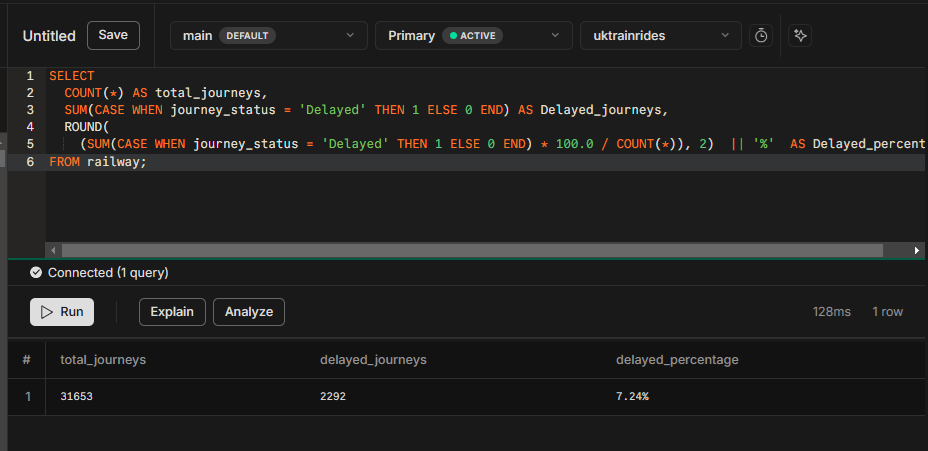 Untitled Save main DEFAULT Primary ACTIVE uktrainrides
1 SELECT
2 COUNT(*) AS total_journeys,
3 SUM(CASE WHEN journey_status = 'Delayed' THEN 1 ELSE 0 END) AS Delayed_journeys,
4 ROUND(
5 (SUM(CASE WHEN journey_status = 'Delayed' THEN 1 ELSE 0 END) * 100.0 / COUNT(*)), 2) || '%' AS Delayed_percent
6 FROM railway;
Connected (1 query)
Run Explain Analyze 128ms 1 row
# total_journeys delayed_journeys delayed_percentage
1 31653 2292 7.24%